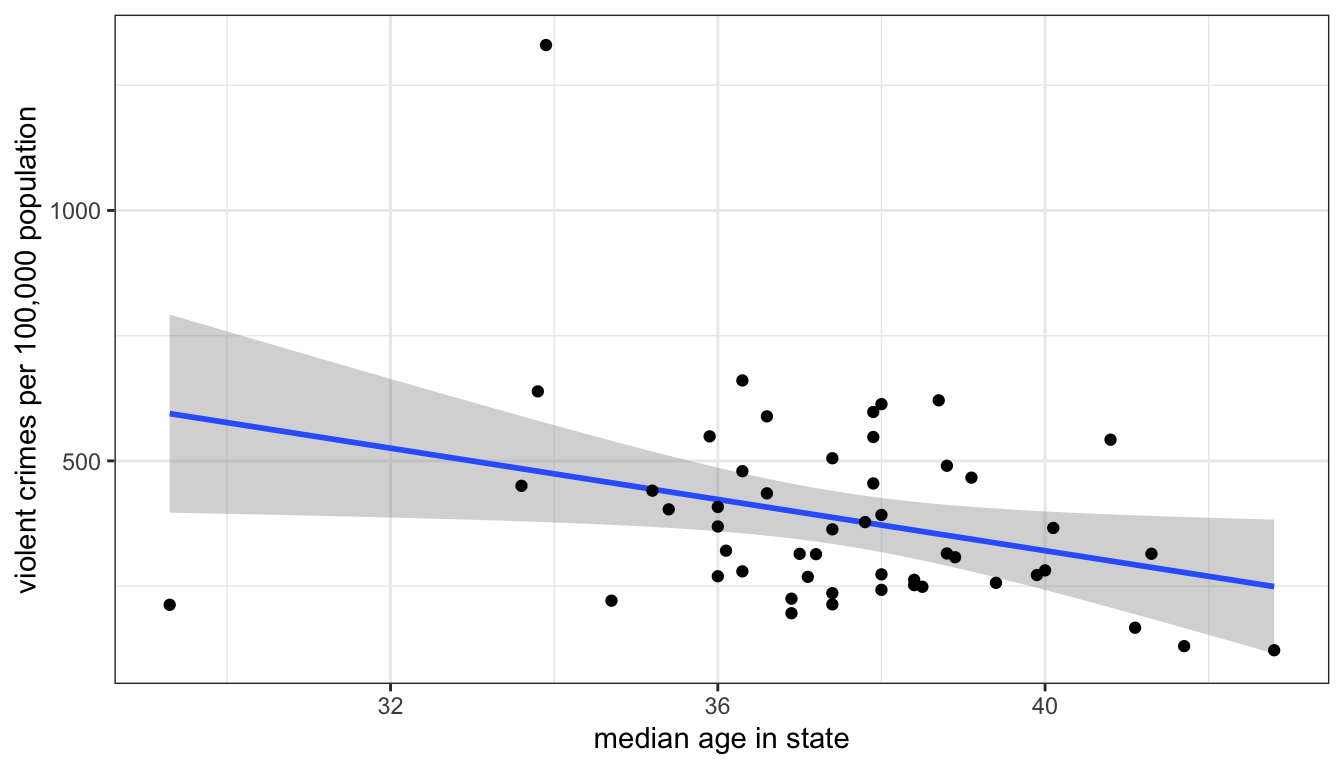 violent crimes per 100,000 population
1000
500
32
36
40
median age in state